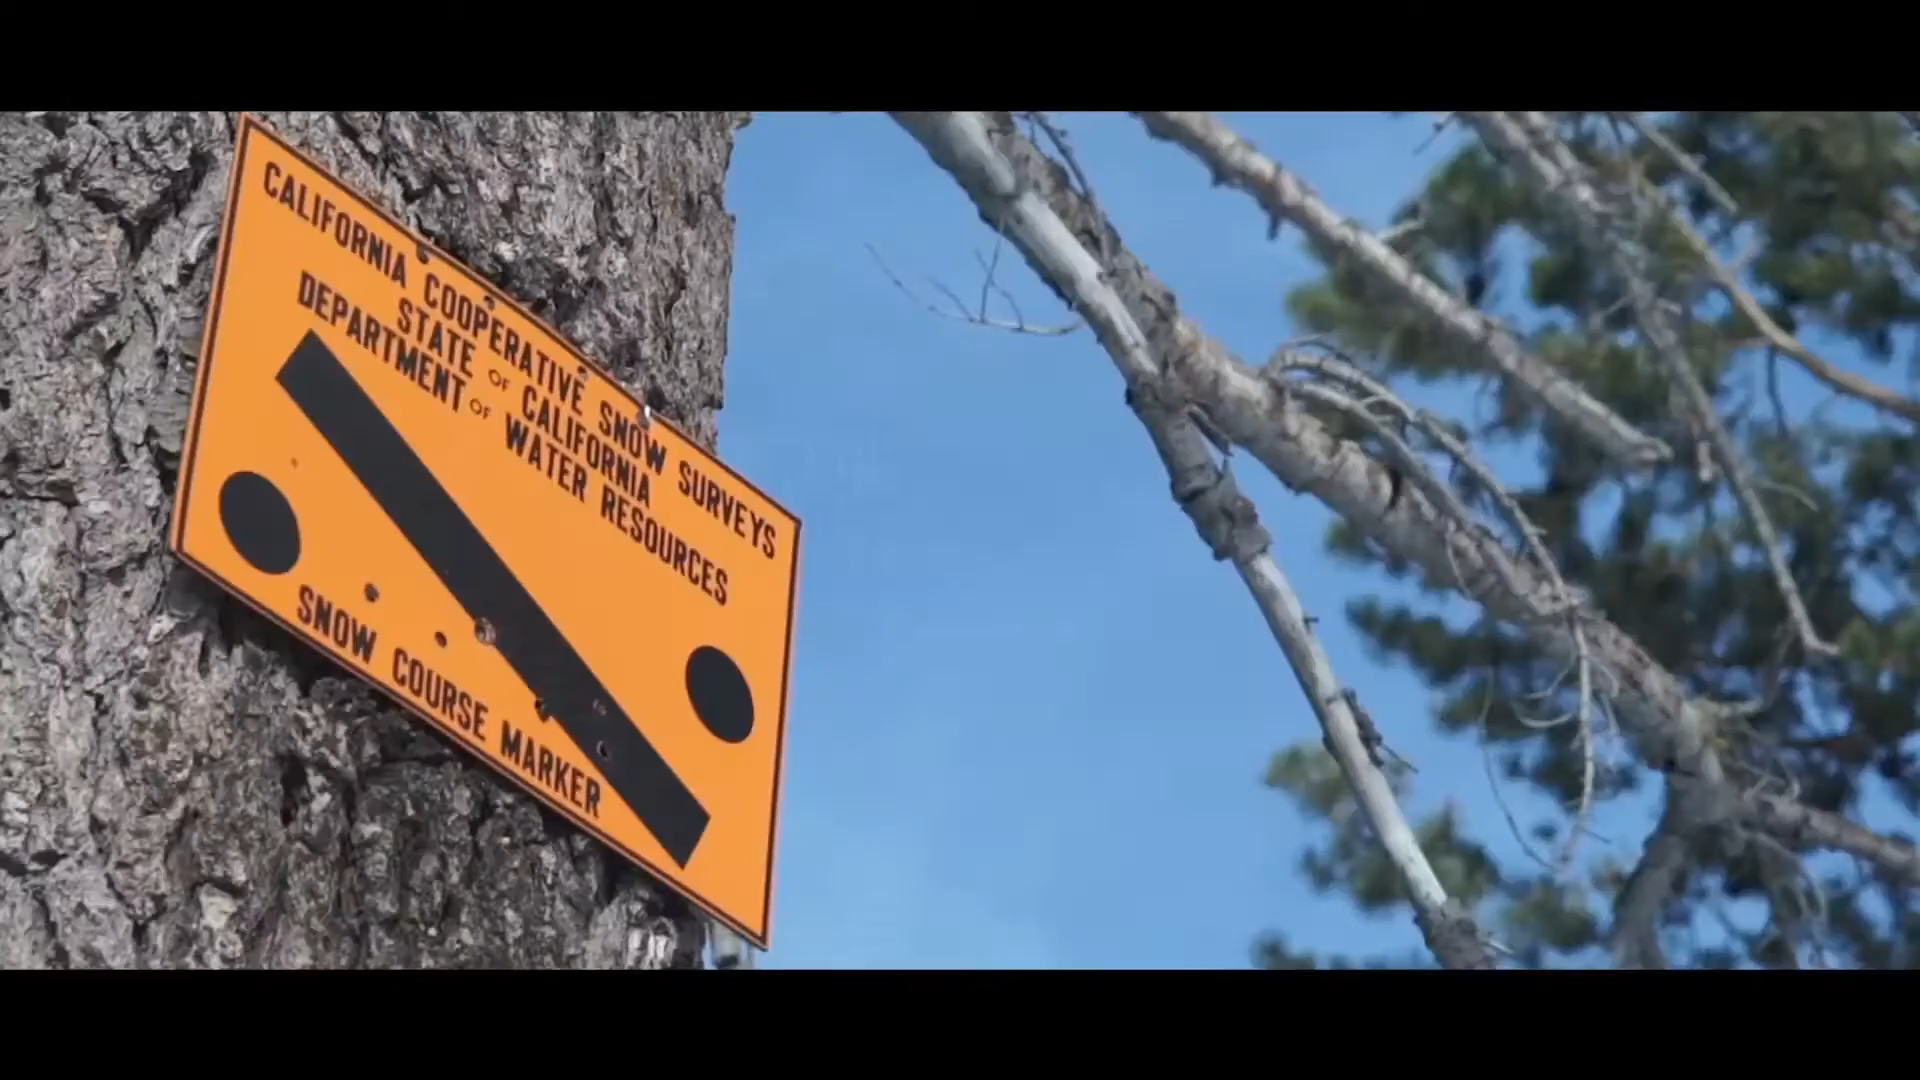 CALIFORNIA COOPERATIVE SNOW SURVEYS
STATE OF CALIFORNIA
DEPARTMENT OF WATER RESOURCES
SNOW COURSE MARKER